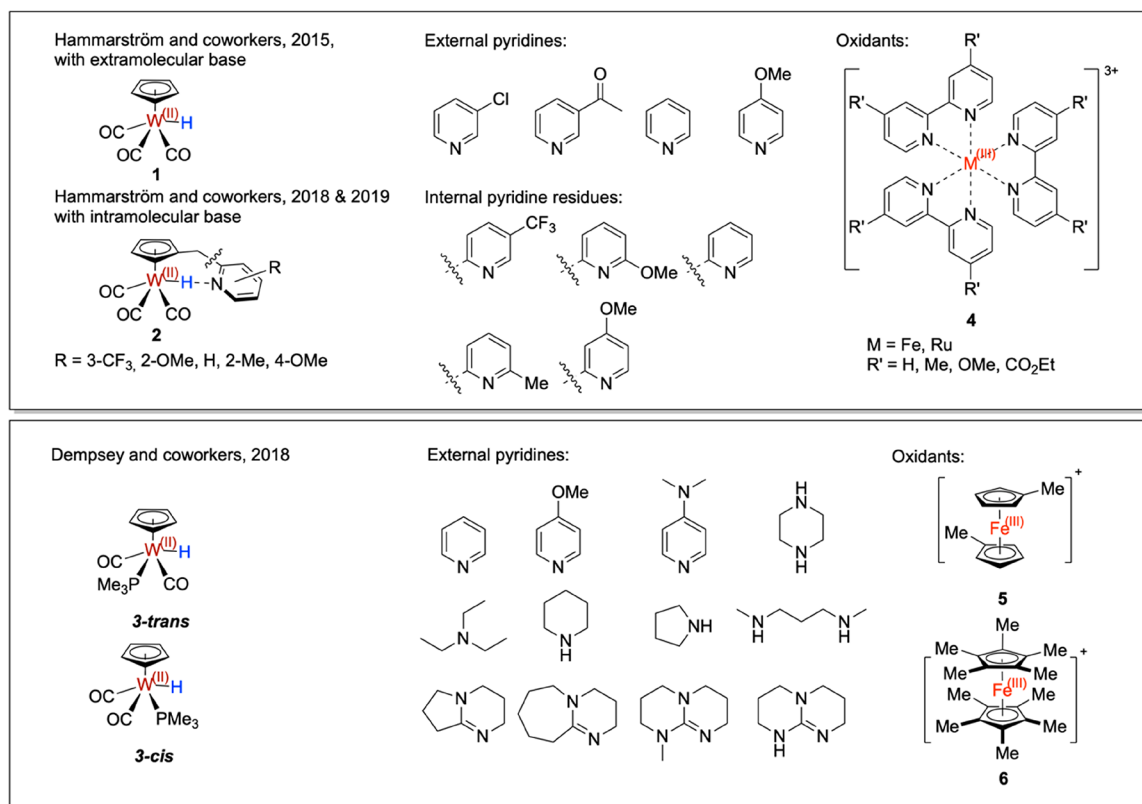 Hammarström and coworkers, 2015,
with extramolecular base
W(II) H
OC
OC CO
1
Hammarström and coworkers, 2018 & 2019
with intramolecular base
R
W(II) H N
OC
OC CO
2
R = 3-CF3, 2-OMe, H, 2-Me, 4-OMe
External pyridines:
Cl
N
O
N
N
OMe
N
Internal pyridine residues:
CF3
N
N OMe
N
N Me
OMe
N
Oxidants:
3+
R' R'
R' R'
R' R'
N N
N N
N N
M(III)
4
M = Fe, Ru
R' = H, Me, OMe, CO2Et
Dempsey and coworkers, 2018
W(II) H
OC
Me3P CO
3-trans
W(II) H
OC
OC PMe3
3-cis
External pyridines:
N
OMe
N
N
N
H
N
N
H
N
N
H
NH
N
H
N
H
N
N
N
N
N
N N
N
N N
H
Oxidants:
+
Me
Fe(III)
Me
5
Me
Me Me
Me Me
+
Fe(III)
Me Me
Me Me
Me
6